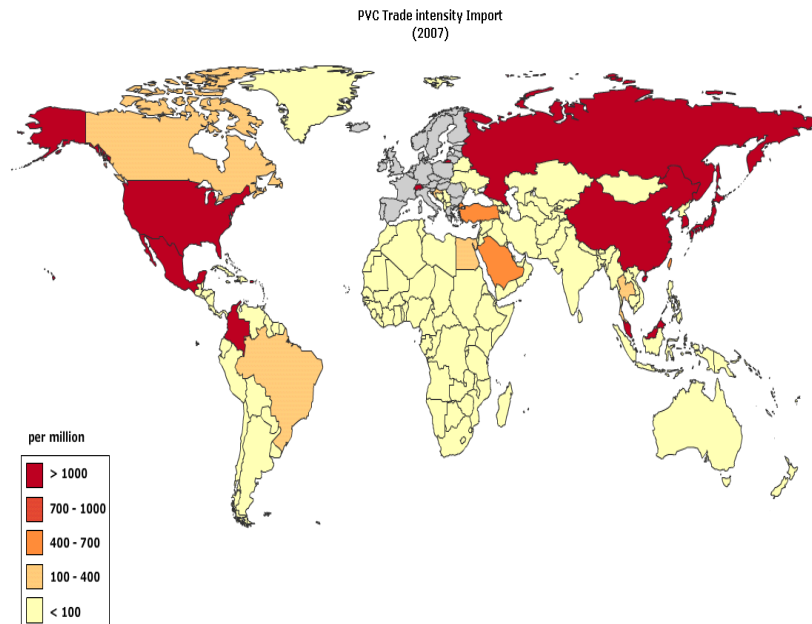 PVC Trade intensity Import
(2007)
per million
> 1000
700 - 1000
400 - 700
100 - 400
< 100